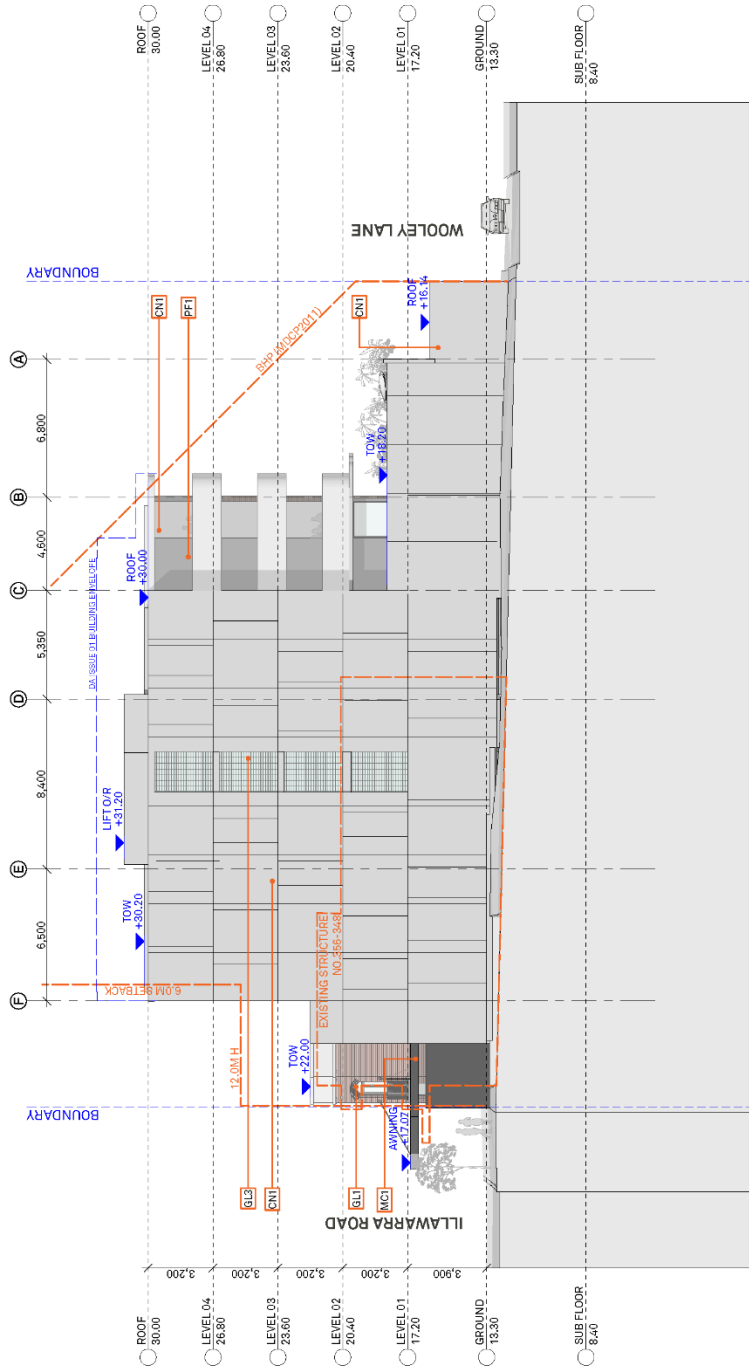 ROOF
30.00
LEVEL 04
26.80
LEVEL 03
23.60
LEVEL 02
20.40
LEVEL 01
17.20
GROUND
13.30
SUB FLOOR
8.40
F
E
D
C
B
A
6,500
8,400
5,350
4,600
6,800
BOUNDARY
BOUNDARY
12.0M H
6.0M SETBACK
DA ISSUE 01 BUILDING ENVELOPE
BHP (MDCP2011)
TOW
+30.20
LIFT O/R
+31.20
ROOF
+30.00
TOW
+22.00
AWNING
+17.07
TOW
+18.20
ROOF
+16.14
EXISTING STRUCTURE
NO.356-348
GL3
CN1
GL1
MC1
CN1
PF1
CN1
ILLAWARRA ROAD
WOOLEY LANE
3,200
3,200
3,200
3,200
3,900
ROOF
30.00
LEVEL 04
26.80
LEVEL 03
23.60
LEVEL 02
20.40
LEVEL 01
17.20
GROUND
13.30
SUB FLOOR
8.40